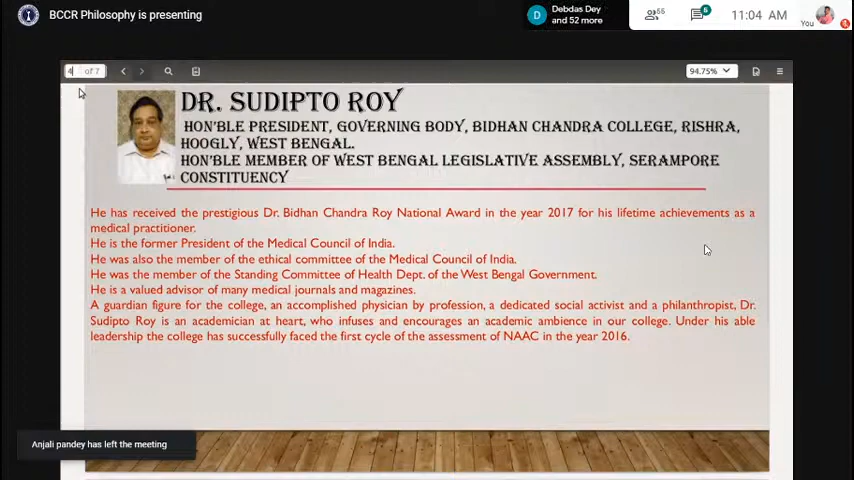 BCCR Philosophy is presenting
D
Debdas Dey
and 52 more
55
6
11:04 AM
You
4 of 7
94.75%
DR. SUDIPTO ROY
HON'BLE PRESIDENT, GOVERNING BODY, BIDHAN CHANDRA COLLEGE, RISHRA,
HOOGLY, WEST BENGAL.
HON'BLE MEMBER OF WEST BENGAL LEGISLATIVE ASSEMBLY, SERAMPORE
CONSTITUENCY
He has received the prestigious Dr. Bidhan Chandra Roy National Award in the year 2017 for his lifetime achievements as a
medical practitioner.
He is the former President of the Medical Council of India.
He was also the member of the ethical committee of the Medical Council of India.
He was the member of the Standing Committee of Health Dept. of the West Bengal Government.
He is a valued advisor of many medical journals and magazines.
A guardian figure for the college, an accomplished physician by profession, a dedicated social activist and a philanthropist, Dr.
Sudipto Roy is an academician at heart, who infuses and encourages an academic ambience in our college. Under his able
leadership the college has successfully faced the first cycle of the assessment of NAAC in the year 2016.
Anjali pandey has left the meeting